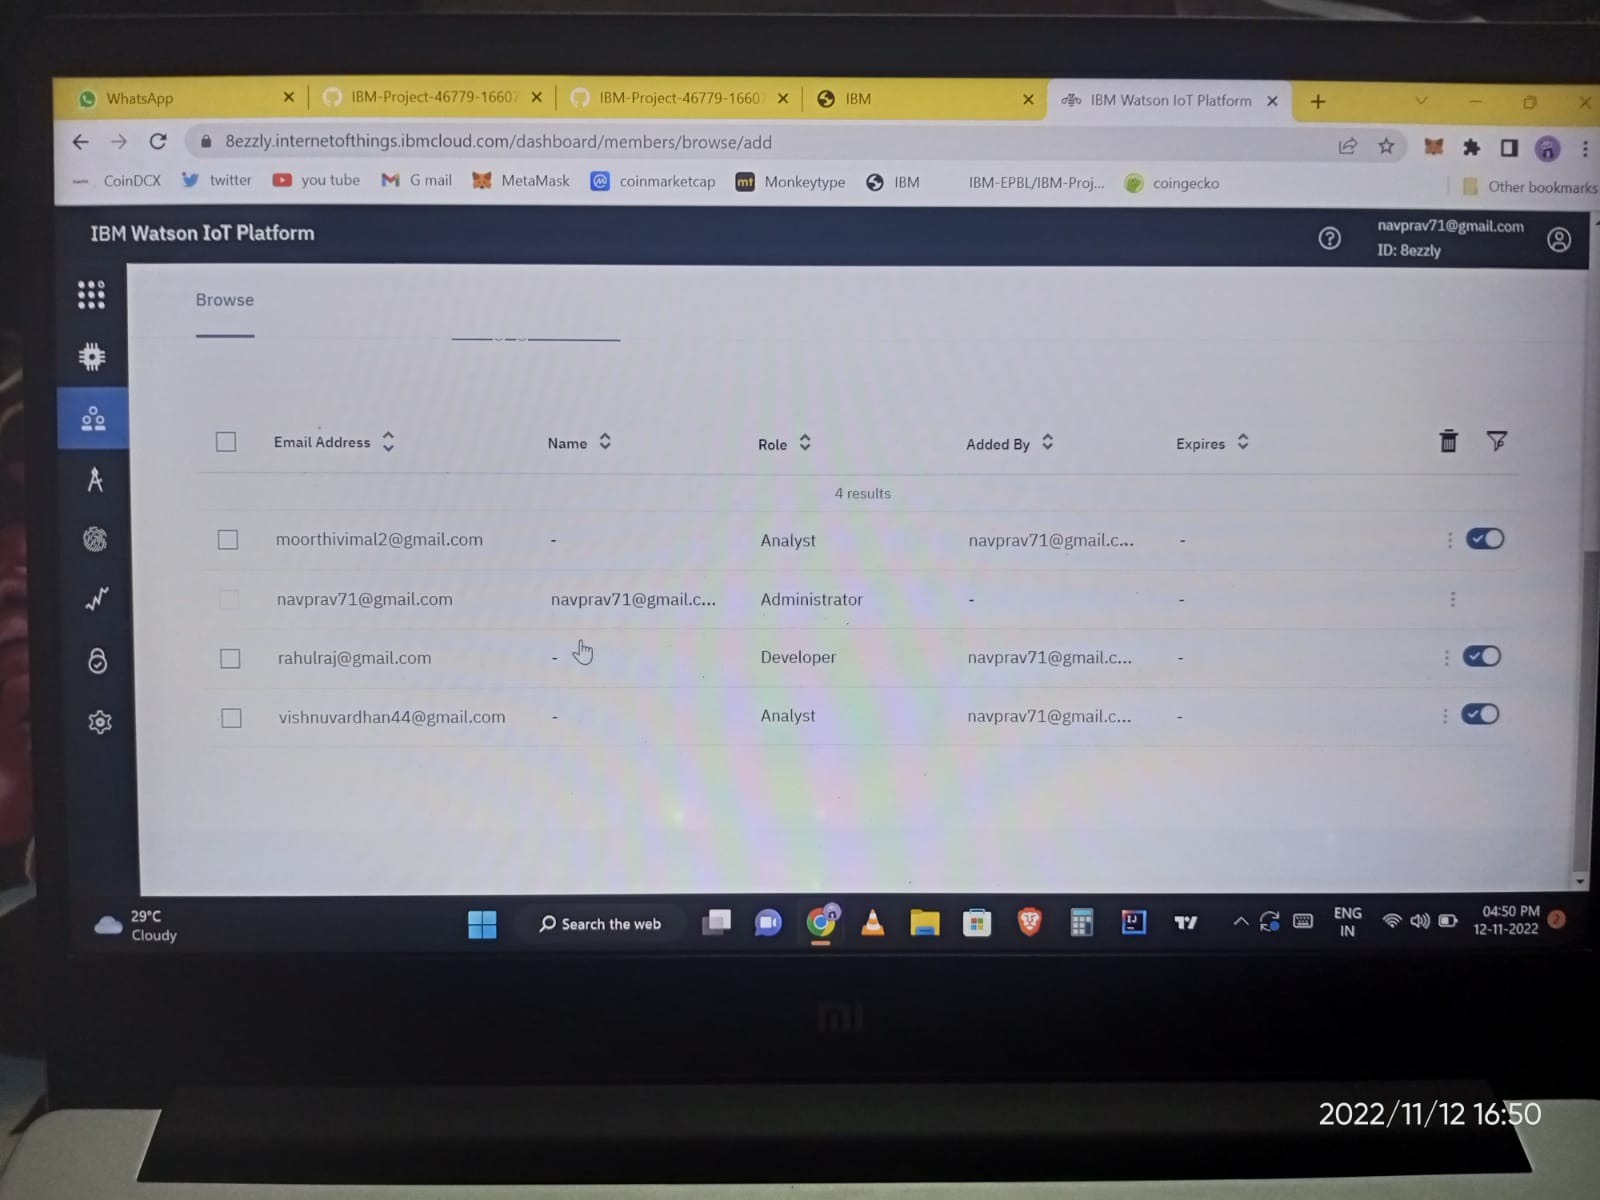 WhatsApp
IBM-Project-46779-16607
IBM-Project-46779-1660
IBM
IBM Watson IoT Platform
8ezzly.internetofthings.ibmcloud.com/dashboard/members/browse/add
CoinDCX twitter you tube G mail MetaMask coinmarketcap mt Monkeytype IBM IBM-EPBL/IBM-Proj... coingecko Other bookmarks
IBM Watson IoT Platform
navprav71@gmail.com
ID: 8ezzly
Browse
Email Address Name Role Added By Expires
4 results
moorthivimal2@gmail.com - Analyst navprav71@gmail.c... -
navprav71@gmail.com navprav71@gmail.c... Administrator - -
rahulraj@gmail.com - Developer navprav71@gmail.c... -
vishnuvardhan44@gmail.com - Analyst navprav71@gmail.c... -
29°C
Cloudy
Search the web
ENG
IN
04:50 PM
12-11-2022
2
mi
2022/11/12 16:50